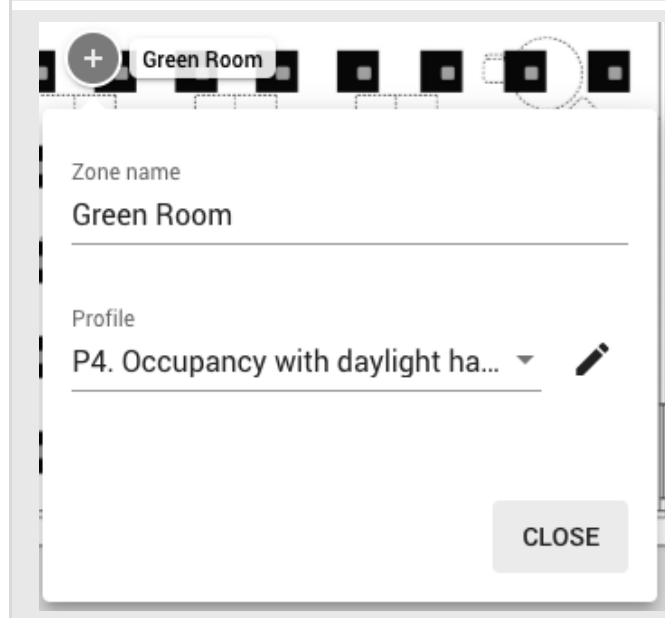 Green Room
Zone name
Green Room
Profile
P4. Occupancy with daylight ha...
CLOSE